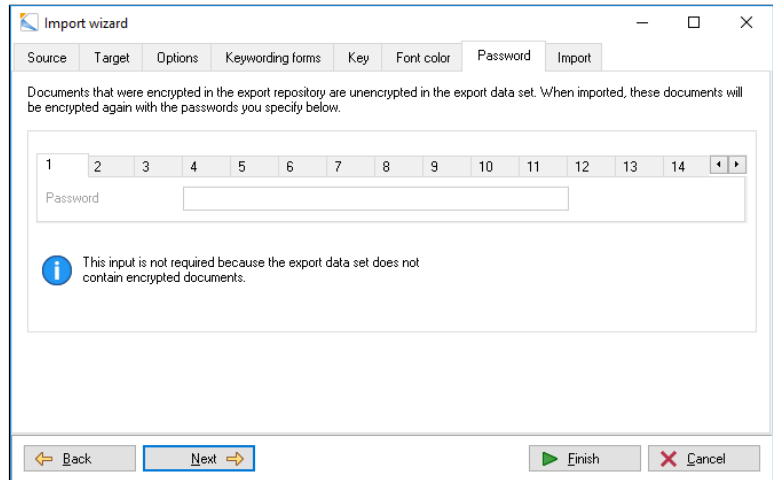 Import wizard
Source Target Options Keywording forms Key Font color Password Import
Documents that were encrypted in the export repository are unencrypted in the export data set. When imported, these documents will
be encrypted again with the passwords you specify below.
1 2 3 4 5 6 7 8 9 10 11 12 13 14
Password
This input is not required because the export data set does not
contain encrypted documents.
Back Next Finish Cancel